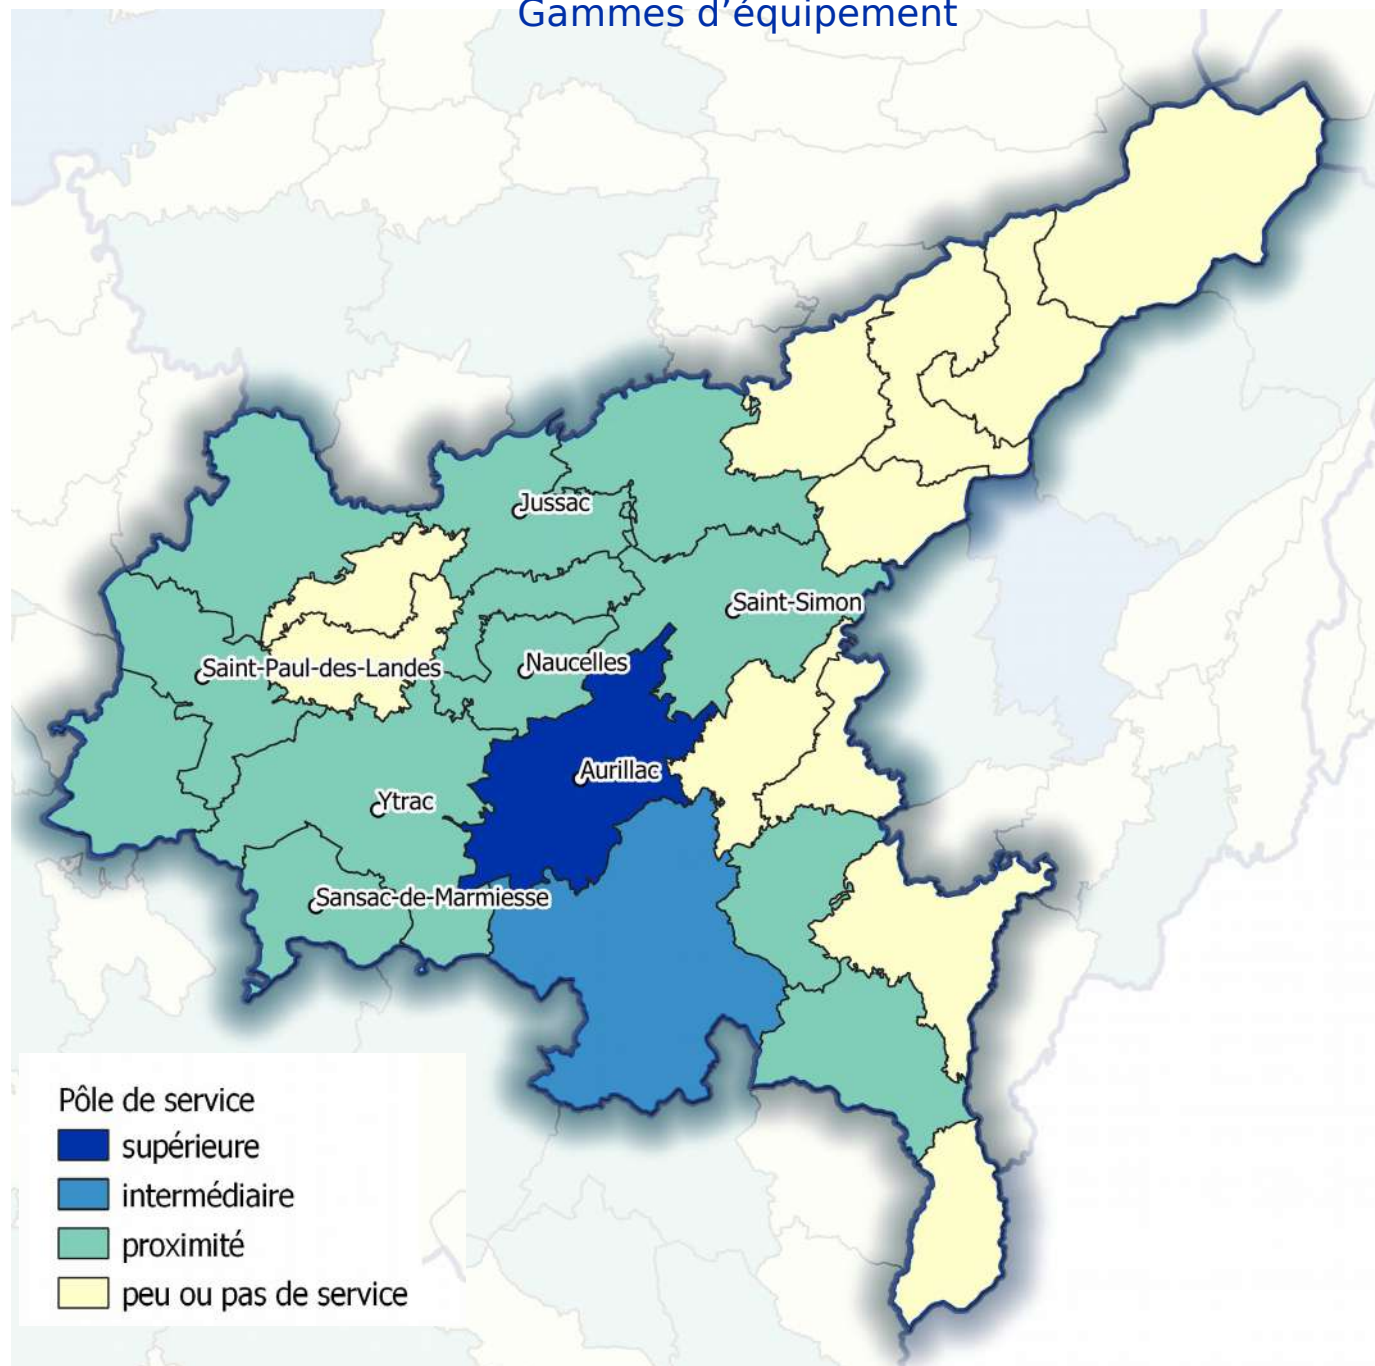 Gammes d’équipement
Jussac
Saint-Simon
Saint-Paul-des-Landes
Naucelles
Aurillac
Ytrac
Sansac-de-Marmiesse
Pôle de service
supérieure
intermédiaire
proximité
peu ou pas de service